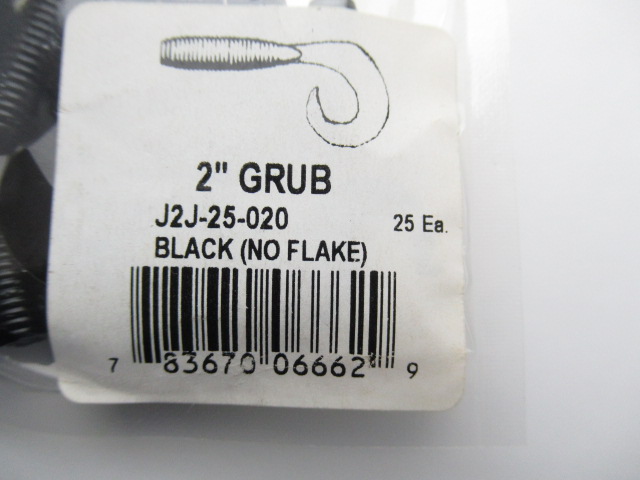 2" GRUB
J2J-25-020 25 Ea.
BLACK (NO FLAKE)
7 83670 06662 9